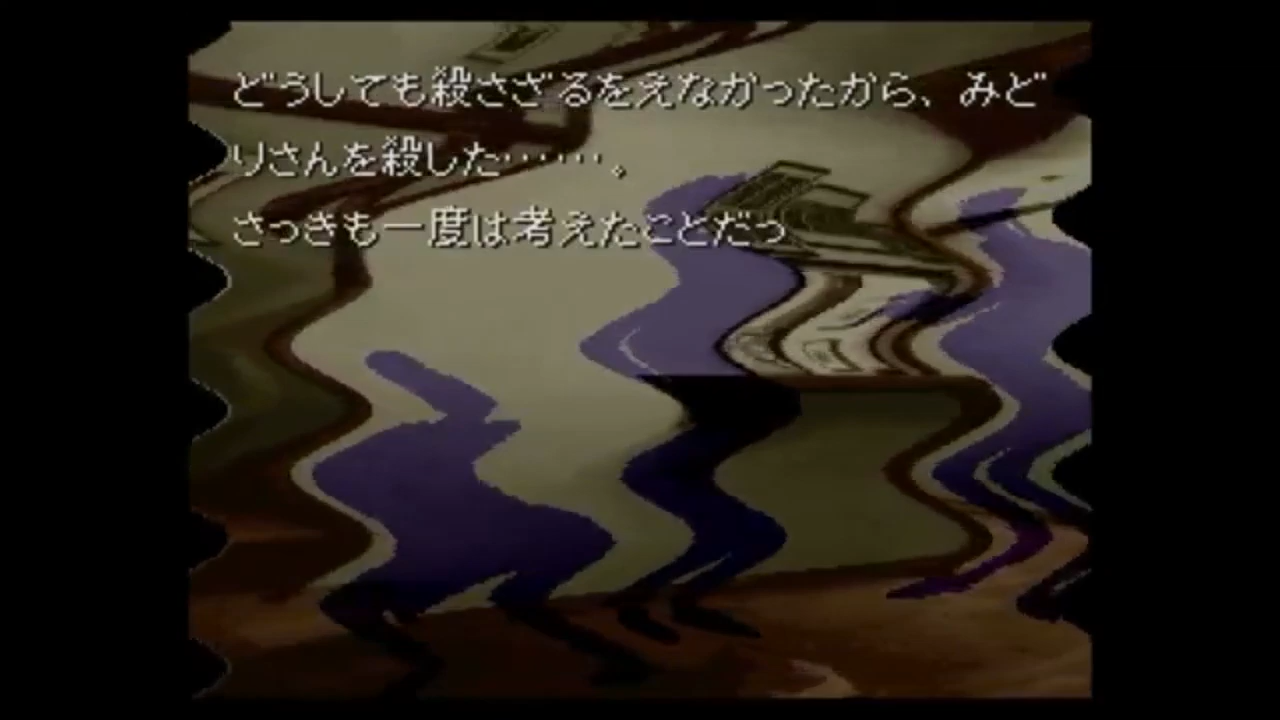 どうしても殺さざるをえなかったから、みど
りさんを殺した……。
さっきも一度は考えたことだっ